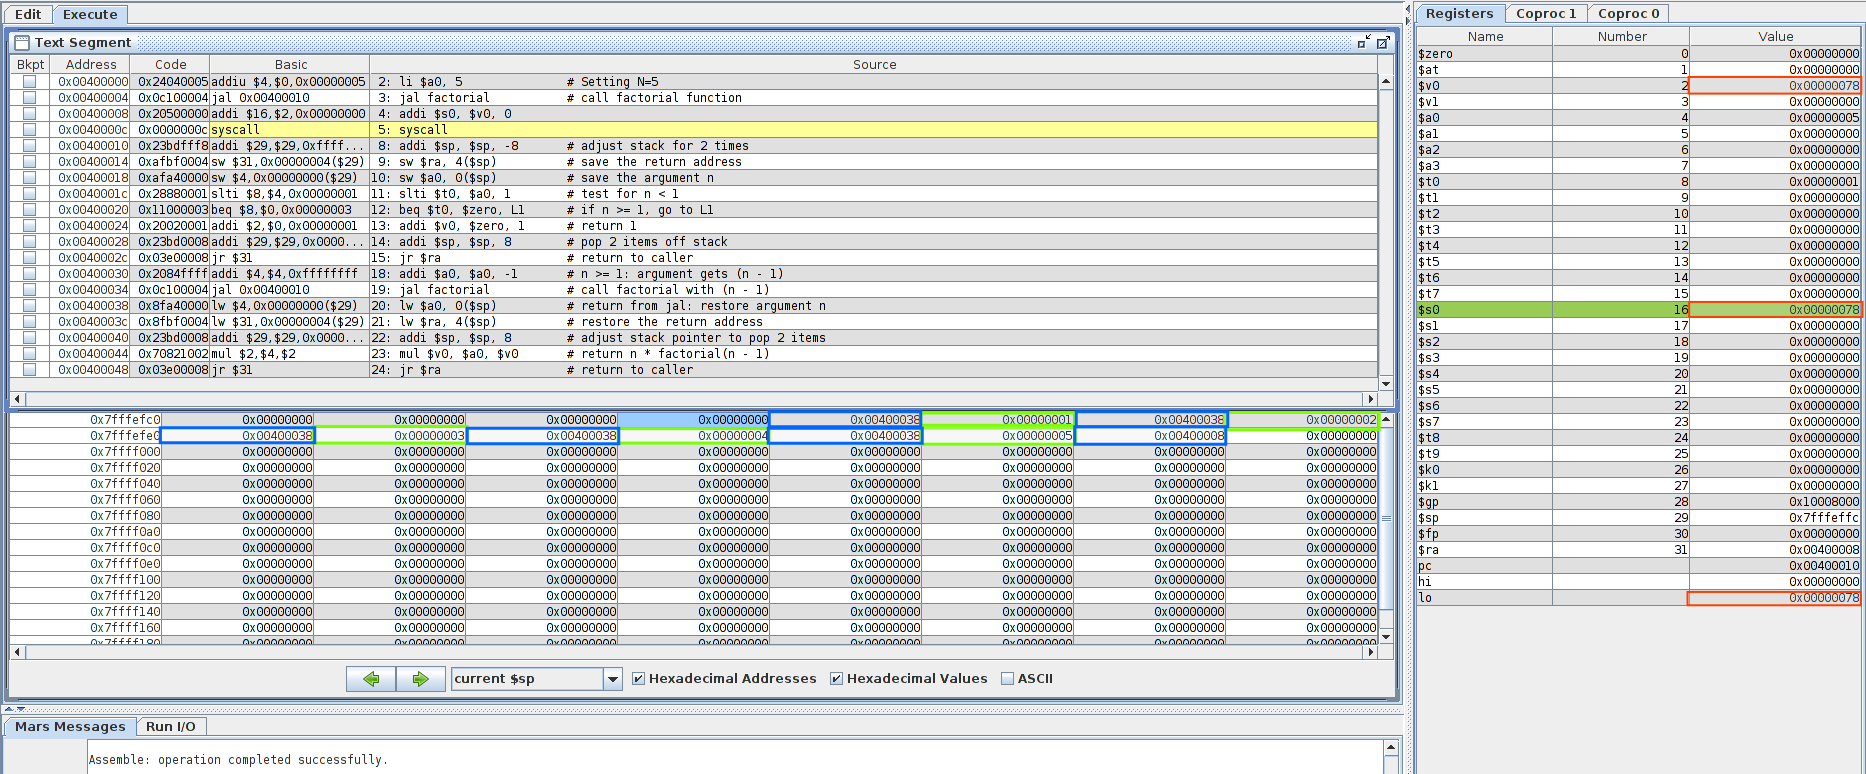 Edit Execute
Text Segment
Bkpt Address Code Basic Source
0x00400000 0x24040005 addiu $4,$0,0x00000005 2: li $a0, 5 # Setting N=5
0x00400004 0x0c100004 jal 0x00400010 3: jal factorial # call factorial function
0x00400008 0x20500000 addi $16,$2,0x00000000 4: addi $s0, $v0, 0
0x0040000c 0x0000000c syscall 5: syscall
0x00400010 0x23bdfff8 addi $29,$29,0xffff... 8: addi $sp, $sp, -8 # adjust stack for 2 times
0x00400014 0xafbf0004 sw $31,0x00000004($29) 9: sw $ra, 4($sp) # save the return address
0x00400018 0xafa40000 sw $4,0x00000000($29) 10: sw $a0, 0($sp) # save the argument n
0x0040001c 0x28880001 slti $8,$4,0x00000001 11: slti $t0, $a0, 1 # test for n < 1
0x00400020 0x11000003 beq $8,$0,0x00000003 12: beq $t0, $zero, L1 # if n >= 1, go to L1
0x00400024 0x20020001 addi $2,$0,0x00000001 13: addi $v0, $zero, 1 # return 1
0x00400028 0x23bd0008 addi $29,$29,0x0000... 14: addi $sp, $sp, 8 # pop 2 items off stack
0x0040002c 0x03e00008 jr $31 15: jr $ra # return to caller
0x00400030 0x2084ffff addi $4,$4,0xffffffff 18: addi $a0, $a0, -1 # n >= 1: argument gets (n - 1)
0x00400034 0x0c100004 jal 0x00400010 19: jal factorial # call factorial with (n - 1)
0x00400038 0x8fa40000 lw $4,0x00000000($29) 20: lw $a0, 0($sp) # return from jal: restore argument n
0x0040003c 0x8fbf0004 lw $31,0x00000004($29) 21: lw $ra, 4($sp) # restore the return address
0x00400040 0x23bd0008 addi $29,$29,0x0000... 22: addi $sp, $sp, 8 # adjust stack pointer to pop 2 items
0x00400044 0x70821002 mul $2,$4,$2 23: mul $v0, $a0, $v0 # return n * factorial(n - 1)
0x00400048 0x03e00008 jr $31 24: jr $ra # return to caller
0x7fffefc0 0x00000000 0x00000000 0x00000000 0x00000000 0x00400038 0x00000001 0x00400038 0x00000002
0x7fffefe0 0x00400038 0x00000003 0x00400038 0x00000004 0x00400038 0x00000005 0x00400008 0x00000000
0x7ffff000 0x00000000 0x00000000 0x00000000 0x00000000 0x00000000 0x00000000 0x00000000 0x00000000
0x7ffff020 0x00000000 0x00000000 0x00000000 0x00000000 0x00000000 0x00000000 0x00000000 0x00000000
0x7ffff040 0x00000000 0x00000000 0x00000000 0x00000000 0x00000000 0x00000000 0x00000000 0x00000000
0x7ffff060 0x00000000 0x00000000 0x00000000 0x00000000 0x00000000 0x00000000 0x00000000 0x00000000
0x7ffff080 0x00000000 0x00000000 0x00000000 0x00000000 0x00000000 0x00000000 0x00000000 0x00000000
0x7ffff0a0 0x00000000 0x00000000 0x00000000 0x00000000 0x00000000 0x00000000 0x00000000 0x00000000
0x7ffff0c0 0x00000000 0x00000000 0x00000000 0x00000000 0x00000000 0x00000000 0x00000000 0x00000000
0x7ffff0e0 0x00000000 0x00000000 0x00000000 0x00000000 0x00000000 0x00000000 0x00000000 0x00000000
0x7ffff100 0x00000000 0x00000000 0x00000000 0x00000000 0x00000000 0x00000000 0x00000000 0x00000000
0x7ffff120 0x00000000 0x00000000 0x00000000 0x00000000 0x00000000 0x00000000 0x00000000 0x00000000
0x7ffff140 0x00000000 0x00000000 0x00000000 0x00000000 0x00000000 0x00000000 0x00000000 0x00000000
0x7ffff160 0x00000000 0x00000000 0x00000000 0x00000000 0x00000000 0x00000000 0x00000000 0x00000000
0x7ffff180 0x00000000 0x00000000 0x00000000 0x00000000 0x00000000 0x00000000 0x00000000 0x00000000
current $sp Hexadecimal Addresses Hexadecimal Values ASCII
Mars Messages Run I/O
Assemble: operation completed successfully.
Registers Coproc 1 Coproc 0
Name Number Value
$zero 0 0x00000000
$at 1 0x00000000
$v0 2 0x00000078
$v1 3 0x00000000
$a0 4 0x00000005
$a1 5 0x00000000
$a2 6 0x00000000
$a3 7 0x00000000
$t0 8 0x00000001
$t1 9 0x00000000
$t2 10 0x00000000
$t3 11 0x00000000
$t4 12 0x00000000
$t5 13 0x00000000
$t6 14 0x00000000
$t7 15 0x00000000
$s0 16 0x00000078
$s1 17 0x00000000
$s2 18 0x00000000
$s3 19 0x00000000
$s4 20 0x00000000
$s5 21 0x00000000
$s6 22 0x00000000
$s7 23 0x00000000
$t8 24 0x00000000
$t9 25 0x00000000
$k0 26 0x00000000
$k1 27 0x00000000
$gp 28 0x10008000
$sp 29 0x7fffeffc
$fp 30 0x00000000
$ra 31 0x00400008
pc 0x00400010
hi 0x00000000
lo 0x00000078